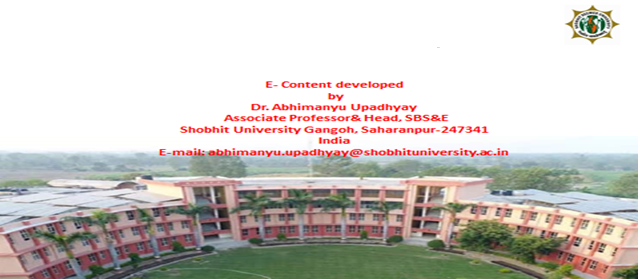 E- Content developed
by
Dr. Abhimanyu Upadhyay
Associate Professor& Head, SBS&E
Shobhit University Gangoh, Saharanpur-247341
India
E-mail: abhimanyu.upadhyay@shobhituniversity.ac.in